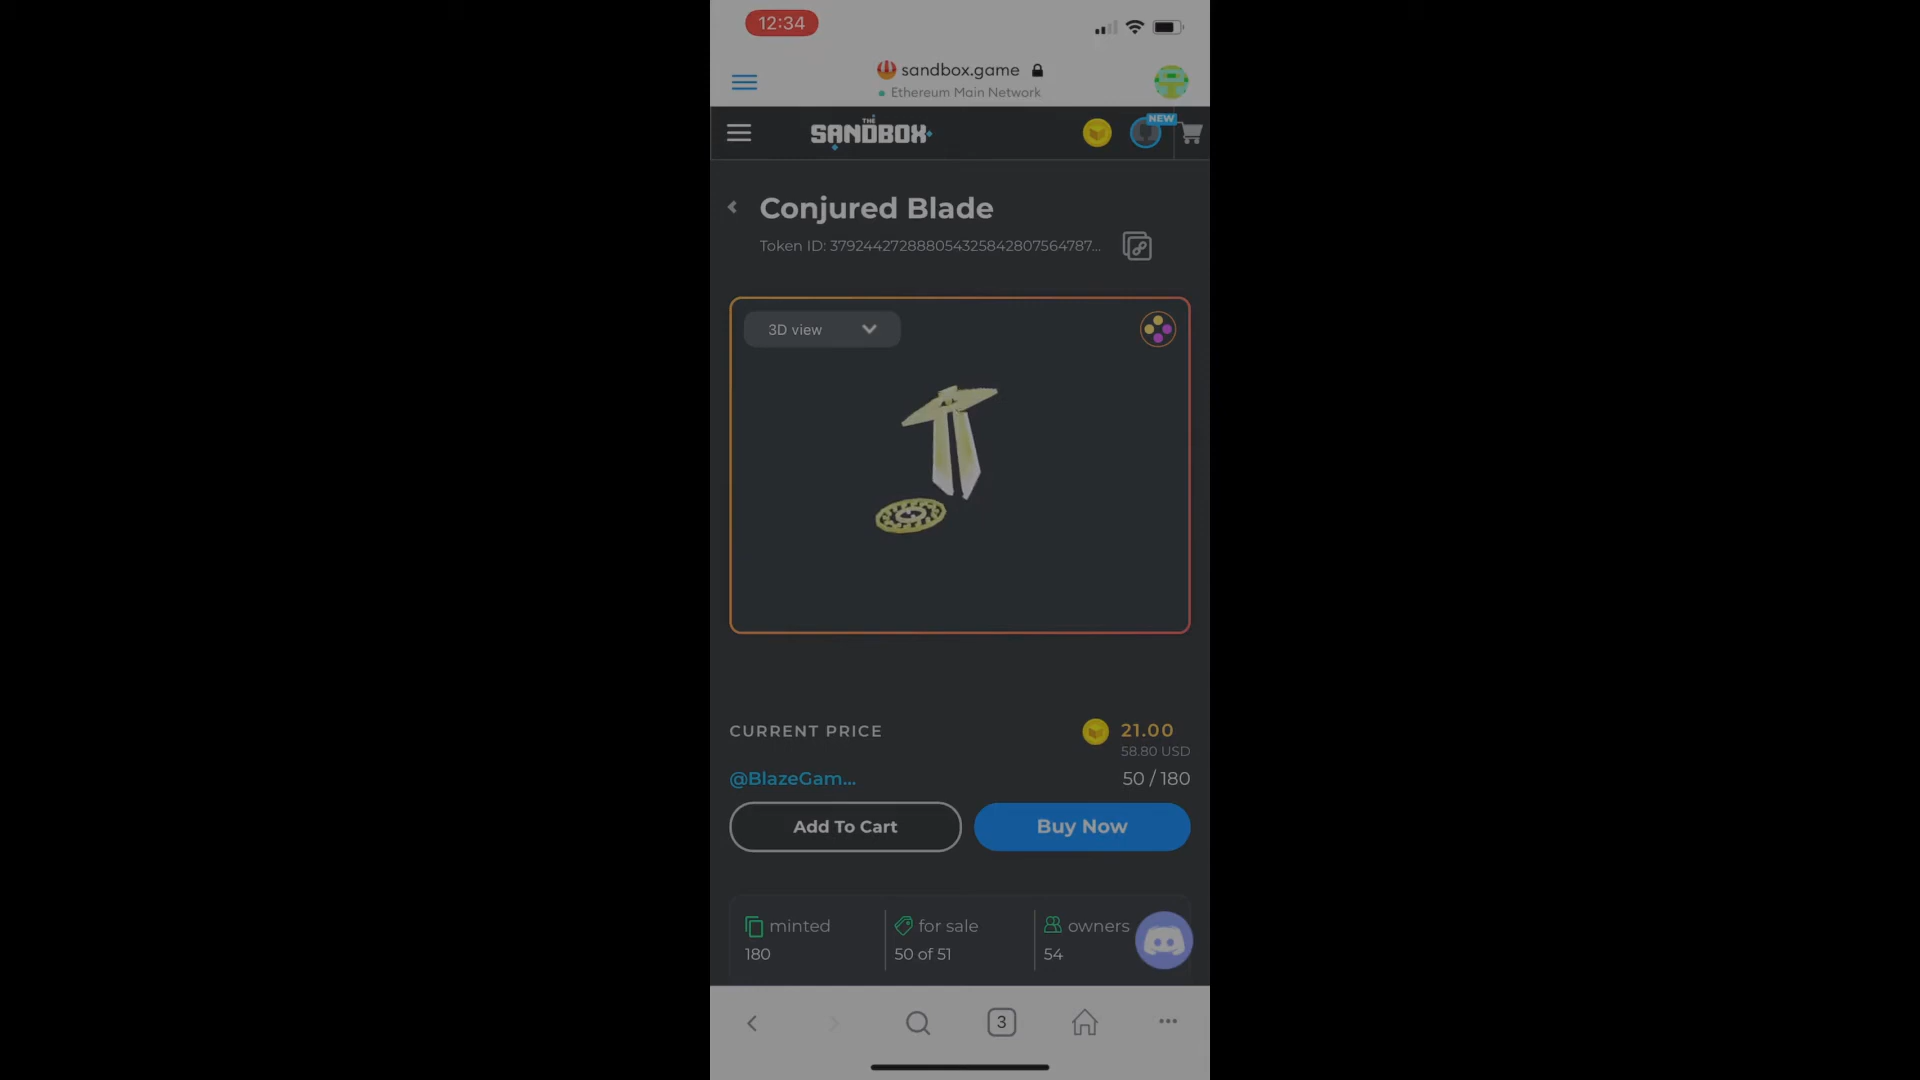 12:34
sandbox.game
Ethereum Main Network
THE
SANDBOX
NEW
Conjured Blade
Token ID: 379244272888054325842807564787...
3D view
CURRENT PRICE
21.00
58.80 USD
@BlazeGam...
50 / 180
Add To Cart
Buy Now
minted
180
for sale
50 of 51
owners
54
3